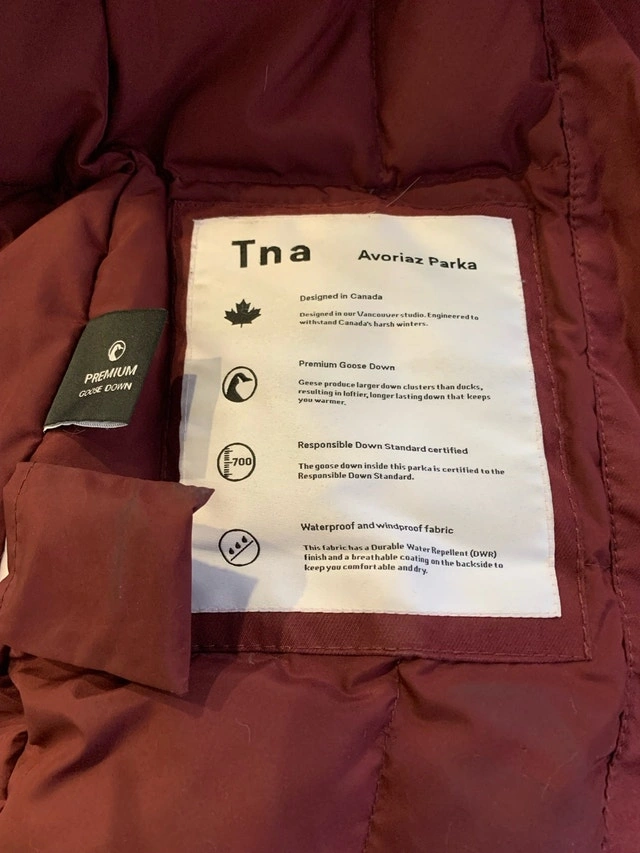 Tna Avoriaz Parka
Designed in Canada
Designed in our Vancouver studio. Engineered to
withstand Canada's harsh winters.
PREMIUM
GOOSE DOWN
Premium Goose Down
Geese produce larger down clusters than ducks,
resulting in loftier, longer lasting down that keeps
you warmer.
700
Responsible Down Standard certified
The goose down inside this parka is certified to the
Responsible Down Standard.
Waterproof and windproof fabric
This fabric has a Durable Water Repellent (DWR)
finish and a breathable coating on the backside to
keep you comfortable and dry.